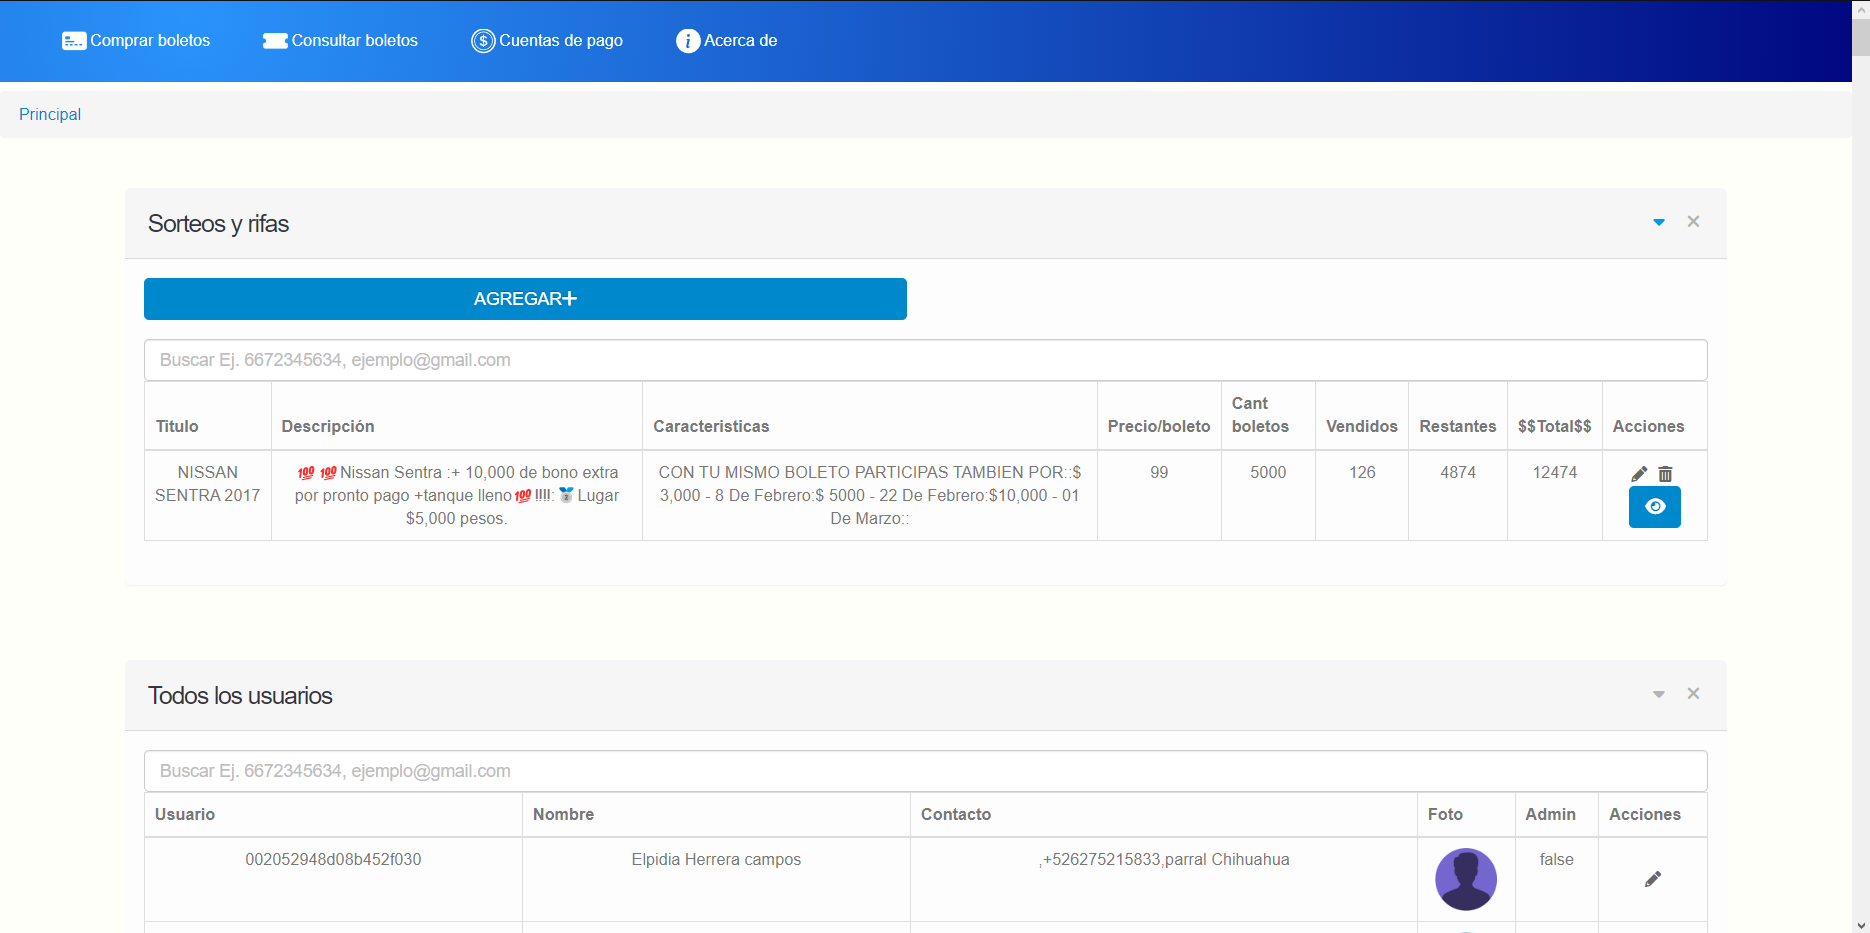 Comprar boletos Consultar boletos Cuentas de pago Acerca de
Principal
Sorteos y rifas
AGREGAR+
Buscar Ej. 6672345634, ejemplo@gmail.com
Titulo Descripción Caracteristicas Precio/boleto Cant boletos Vendidos Restantes $$Total$$ Acciones
NISSAN
SENTRA 2017
💯 💯Nissan Sentra :+ 10,000 de bono extra
por pronto pago +tanque lleno💯!!!!:🥈Lugar
$5,000 pesos.
CON TU MISMO BOLETO PARTICIPAS TAMBIEN POR::$
3,000 - 8 De Febrero:$ 5000 - 22 De Febrero:$10,000 - 01
De Marzo::
99 5000 126 4874 12474
Todos los usuarios
Buscar Ej. 6672345634, ejemplo@gmail.com
Usuario Nombre Contacto Foto Admin Acciones
002052948d08b452f030 Elpidia Herrera campos ,+526275215833,parral Chihuahua false